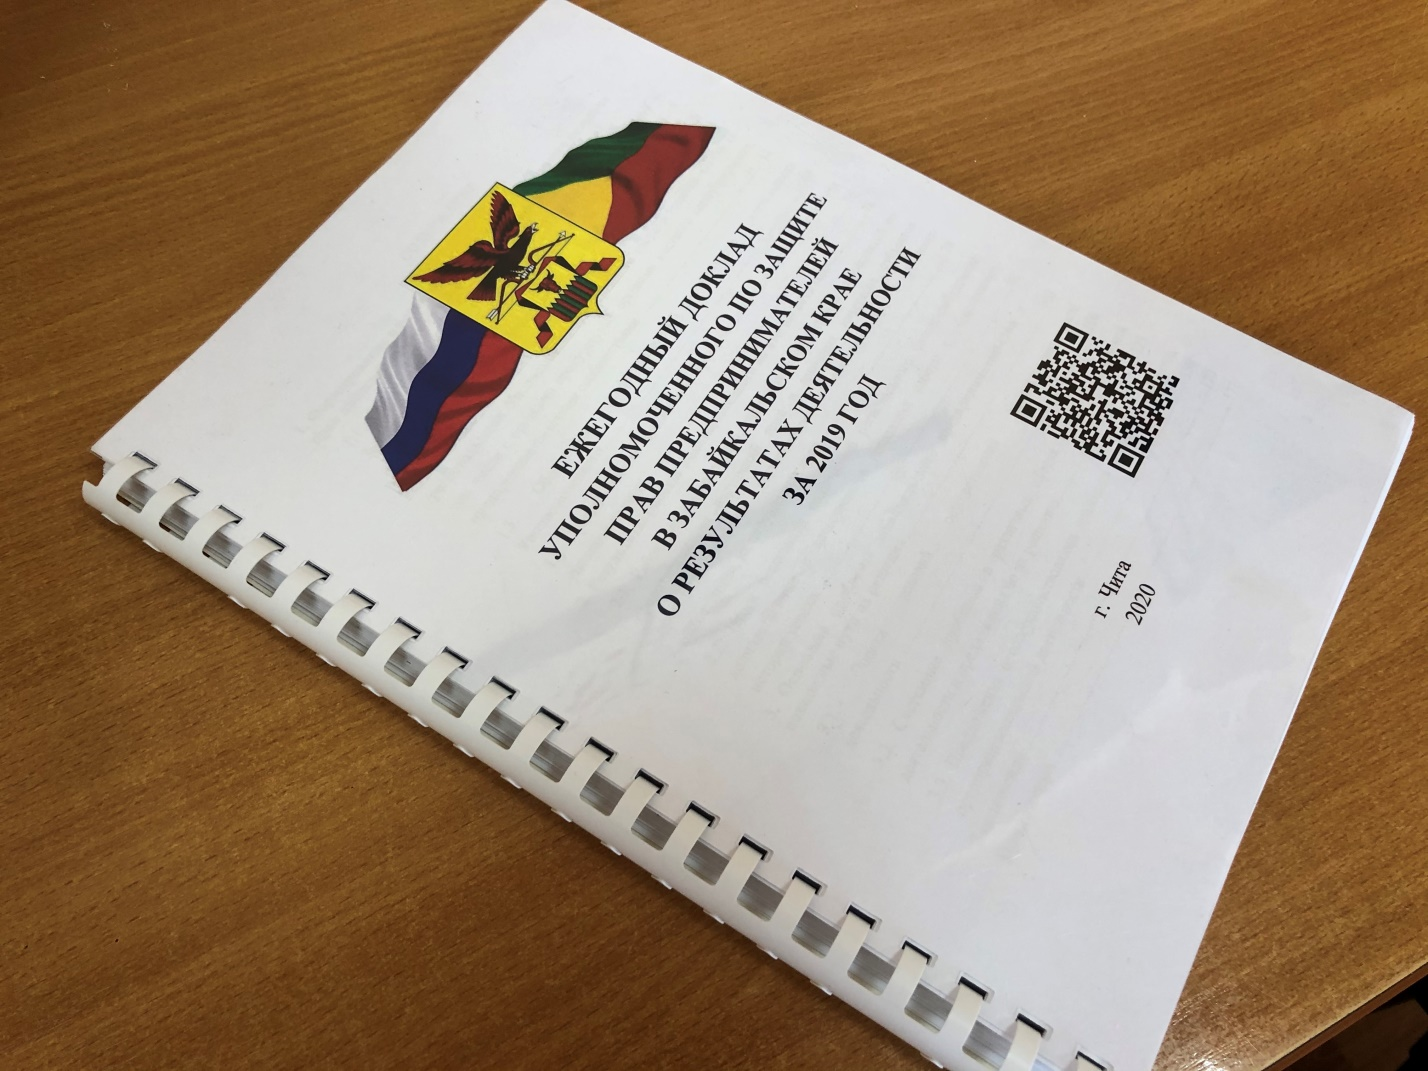 ЕЖЕГОДНЫЙ ДОКЛАД
УПОЛНОМОЧЕННОГО ПО ЗАЩИТЕ
ПРАВ ПРЕДПРИНИМАТЕЛЕЙ
В ЗАБАЙКАЛЬСКОМ КРАЕ
О РЕЗУЛЬТАТАХ ДЕЯТЕЛЬНОСТИ
ЗА 2019 ГОД
г. Чита
2020